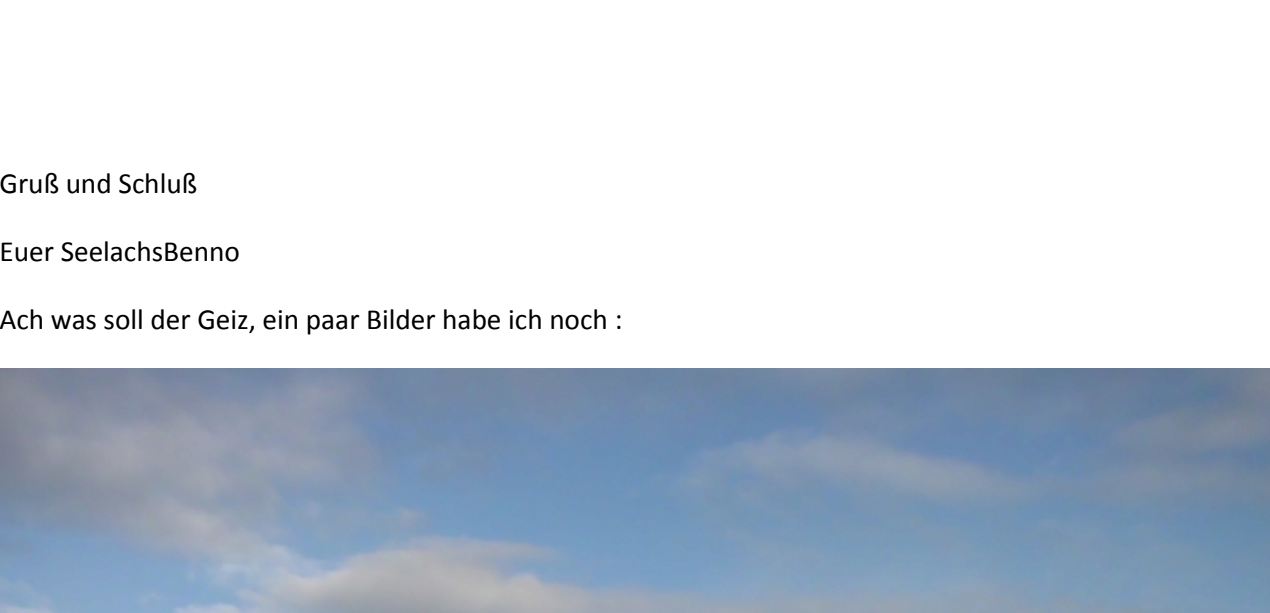 Gruß und Schluß
Euer SeelachsBenno
Ach was soll der Geiz, ein paar Bilder habe ich noch :